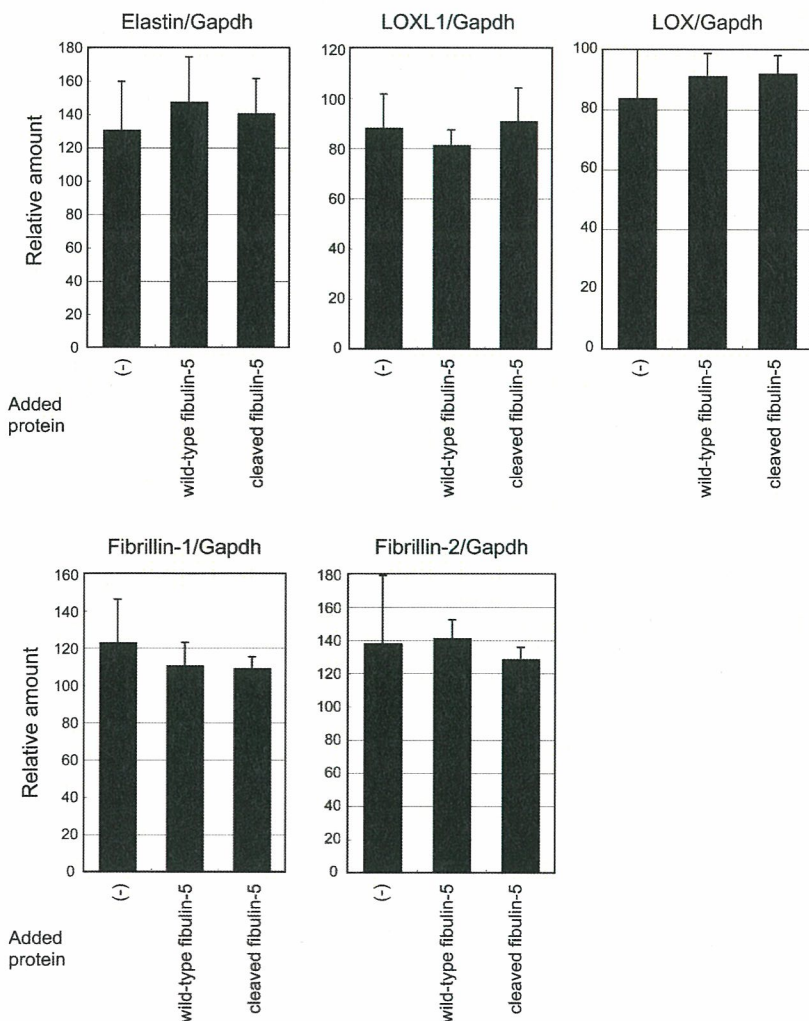 Elastin/Gapdh
Relative amount
180
160
140
120
100
80
60
40
20
0
(-)
wild-type fibulin-5
cleaved fibulin-5
Added
protein
LOXL1/Gapdh
120
100
80
60
40
20
0
(-)
wild-type fibulin-5
cleaved fibulin-5
LOX/Gapdh
100
80
60
40
20
0
(-)
wild-type fibulin-5
cleaved fibulin-5
Fibrillin-1/Gapdh
Relative amount
160
140
120
100
80
60
40
20
0
(-)
wild-type fibulin-5
cleaved fibulin-5
Added
protein
Fibrillin-2/Gapdh
180
160
140
120
100
80
60
40
20
0
(-)
wild-type fibulin-5
cleaved fibulin-5